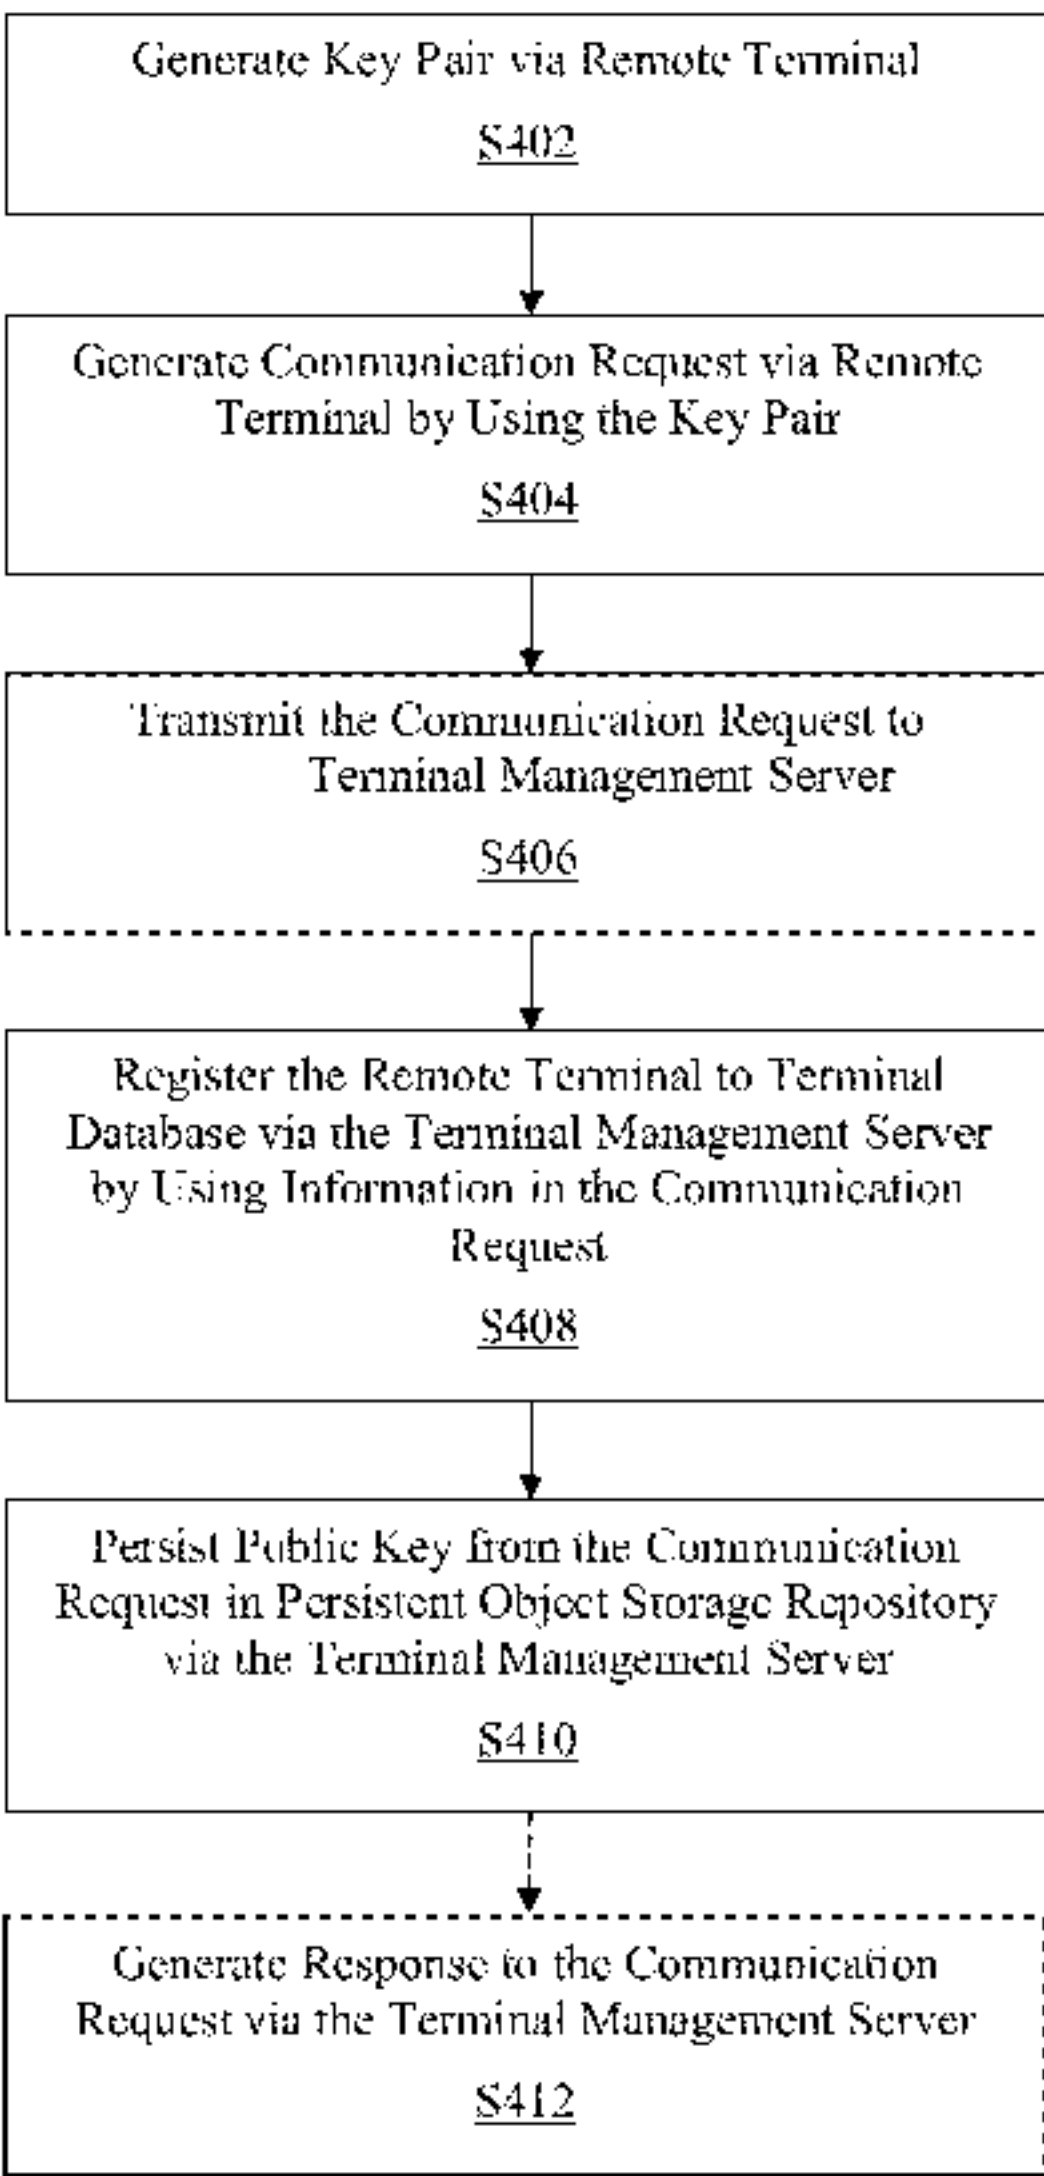 Generate Key Pair via Remote Terminal
S402
Generate Communication Request via Remote
Terminal by Using the Key Pair
S404
Transmit the Communication Request to
Terminal Management Server
S406
Register the Remote Terminal to Terminal
Database via the Terminal Management Server
by Using Information in the Communication
Request
S408
Persist Public Key from the Communication
Request in Persistent Object Storage Repository
via the Terminal Management Server
S410
Generate Response to the Communication
Request via the Terminal Management Server
S412